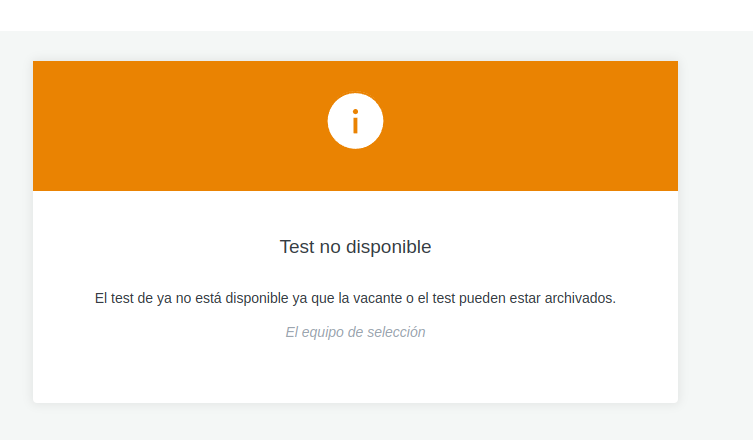 Test no disponible
El test de ya no está disponible ya que la vacante o el test pueden estar archivados.
El equipo de selección